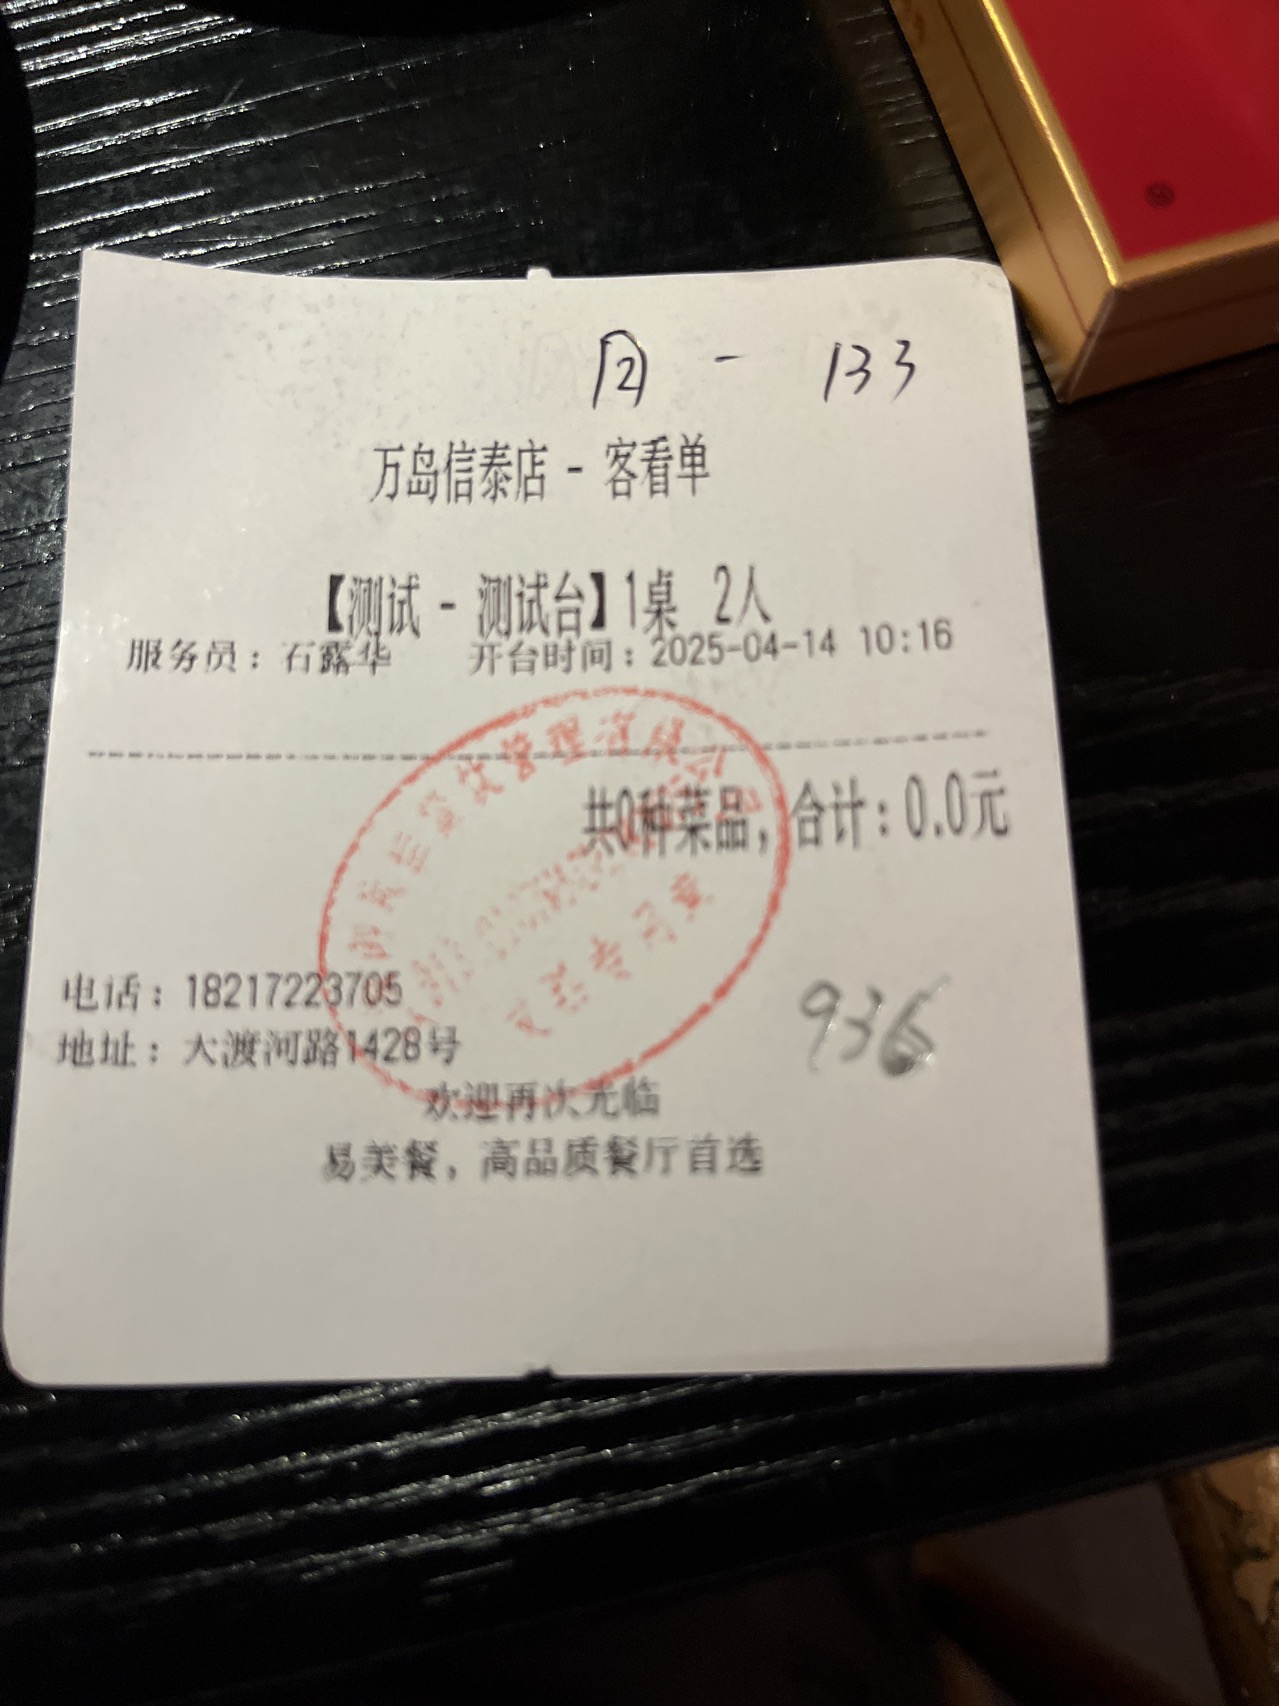 ② - 133
万岛信泰店 - 客看单
【测试 - 测试台】1桌 2人
服务员：石露华 开台时间：2025-04-14 10:16
共0种菜品，合计：0.0元
电话：18217223705
地址：大渡河路1428号
936
欢迎再次光临
易美餐，高品质餐厅首选